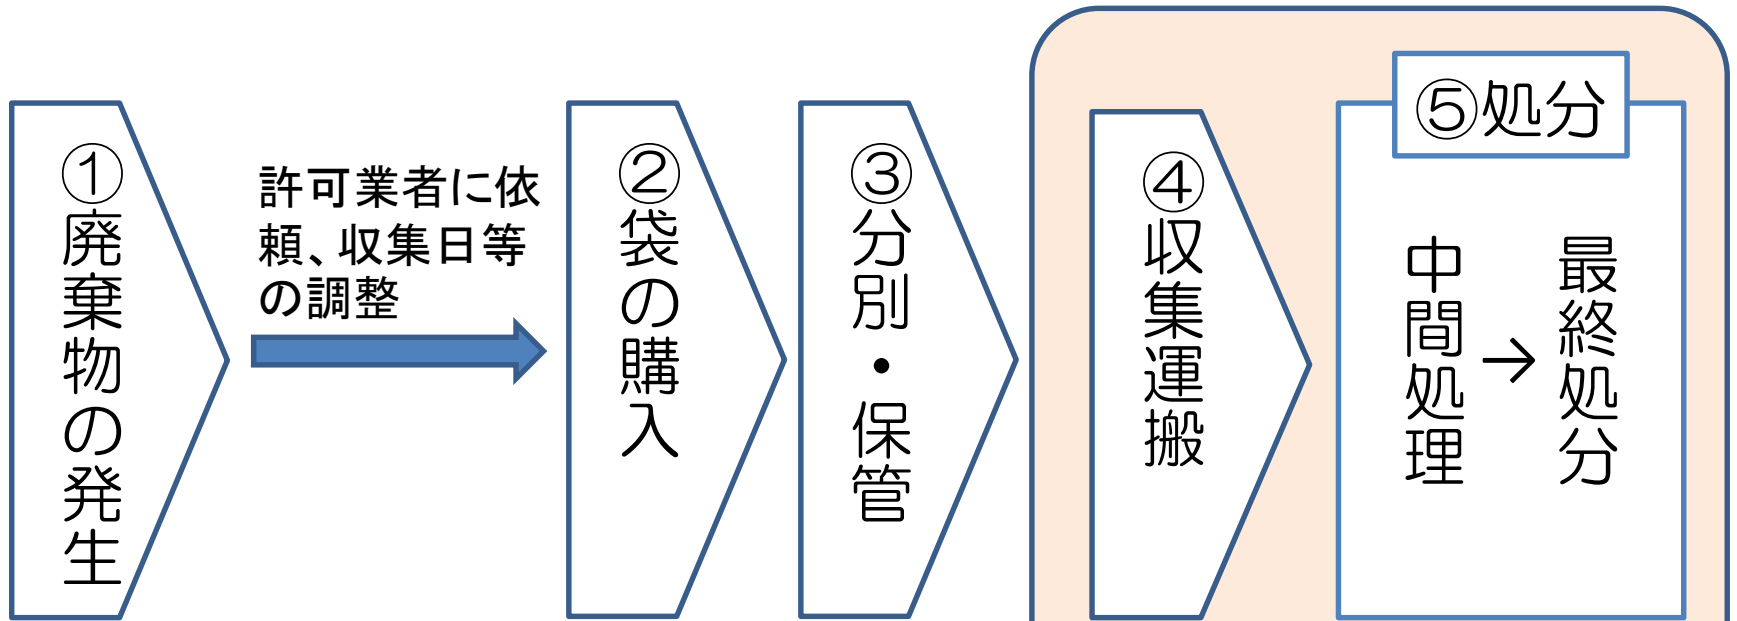 ①廃棄物の発生
許可業者に依
頼、収集日等
の調整
②袋の購入
③分別・保管
④収集運搬
⑤処分
中間処理
→
最終処分